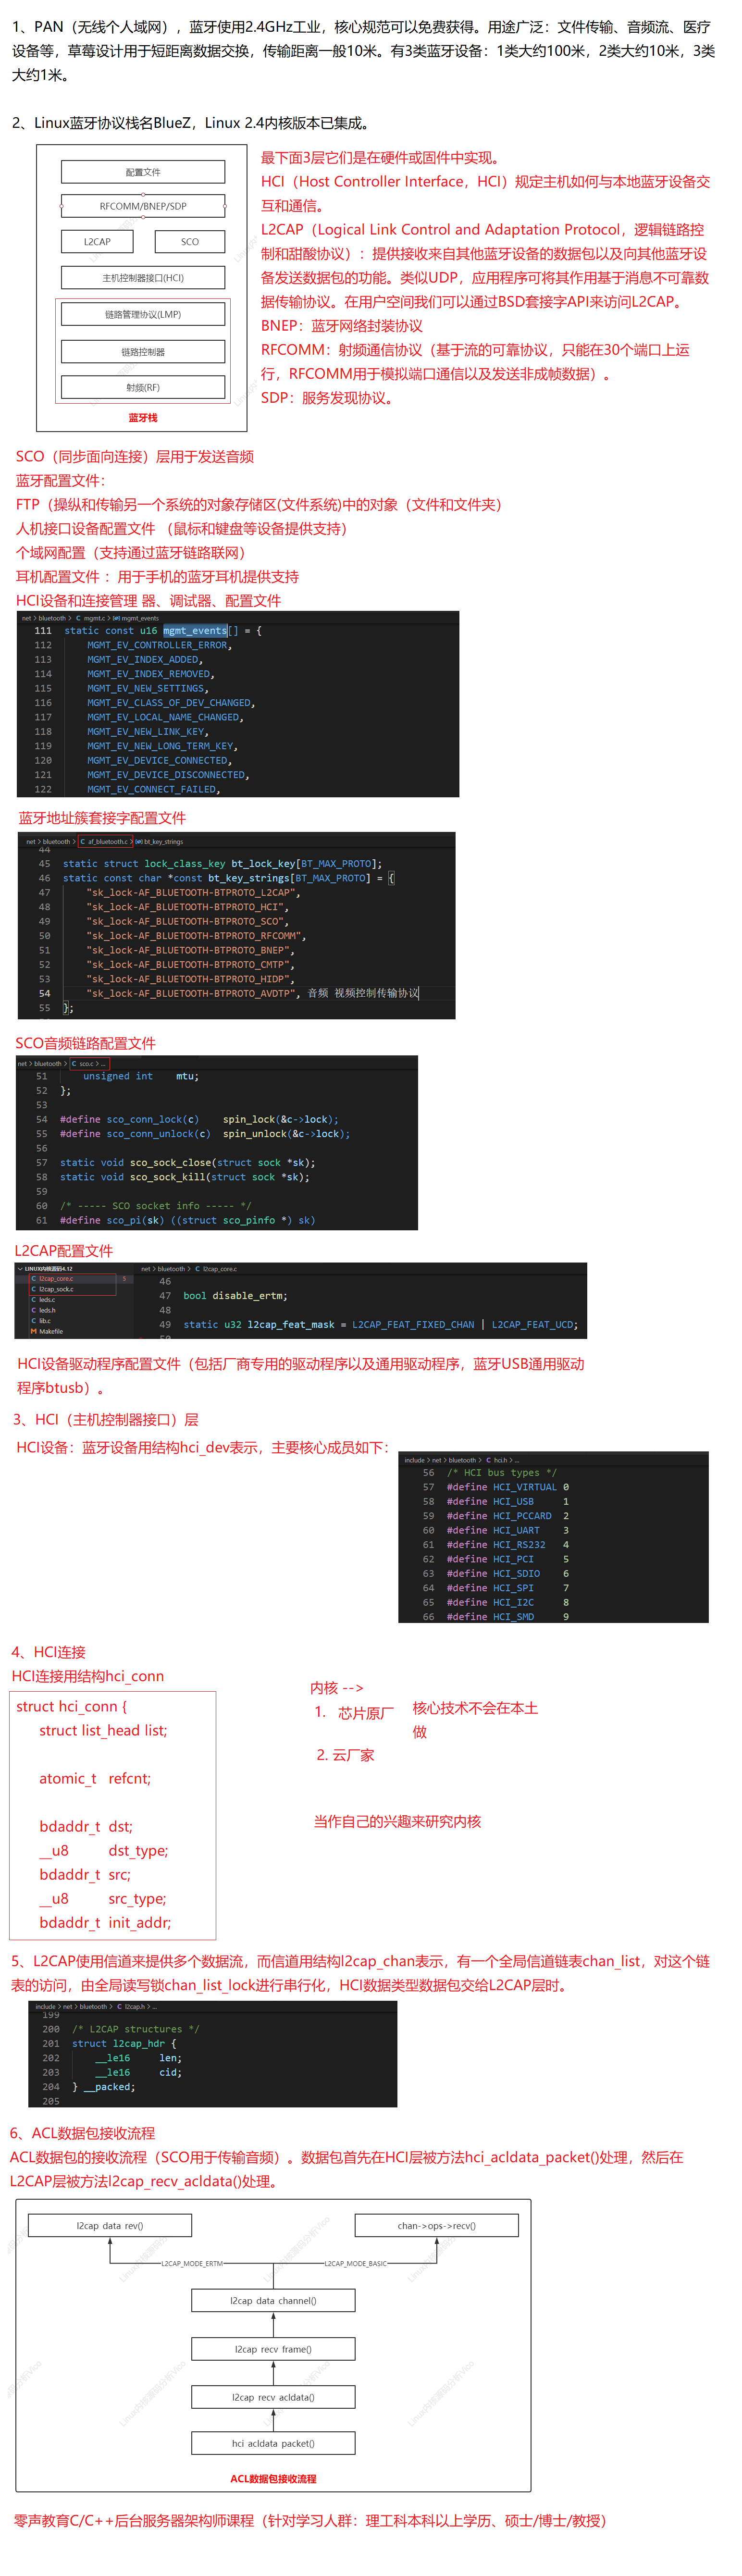 1、PAN（无线个人域网），蓝牙使用2.4GHz工业，核心规范可以免费获得。用途广泛：文件传输、音频流、医疗
设备等，草莓设计用于短距离数据交换，传输距离一般10米。有3类蓝牙设备：1类大约100米，2类大约10米，3类
大约1米。
2、Linux蓝牙协议栈名BlueZ，Linux 2.4内核版本已集成。
配置文件
RFCOMM/BNEP/SDP
L2CAP
SCO
主机控制器接口(HCI)
链路管理协议(LMP)
链路控制器
射频(RF)
蓝牙栈
最下面3层它们是在硬件或固件中实现。
HCI（Host Controller Interface，HCI）规定主机如何与本地蓝牙设备交
互和通信。
L2CAP（Logical Link Control and Adaptation Protocol，逻辑链路控
制和甜酸协议）：提供接收来自其他蓝牙设备的数据包以及向其他蓝牙设
备发送数据包的功能。类似UDP，应用程序可将其作用基于消息不可靠数
据传输协议。在用户空间我们可以通过BSD套接字API来访问L2CAP。
BNEP：蓝牙网络封装协议
RFCOMM：射频通信协议（基于流的可靠协议，只能在30个端口上运
行，RFCOMM用于模拟端口通信以及发送非成帧数据）。
SDP：服务发现协议。
SCO（同步面向连接）层用于发送音频
蓝牙配置文件：
FTP（操纵和传输另一个系统的对象存储区(文件系统)中的对象（文件和文件夹）
人机接口设备配置文件 （鼠标和键盘等设备提供支持）
个域网配置（支持通过蓝牙链路联网）
耳机配置文件 ：用于手机的蓝牙耳机提供支持
HCI设备和连接管理 器、调试器、配置文件
net > bluetooth > C mgmt.c > mgmt_events
111 static const u16 mgmt_events[] = {
112 MGMT_EV_CONTROLLER_ERROR,
113 MGMT_EV_INDEX_ADDED,
114 MGMT_EV_INDEX_REMOVED,
115 MGMT_EV_NEW_SETTINGS,
116 MGMT_EV_CLASS_OF_DEV_CHANGED,
117 MGMT_EV_LOCAL_NAME_CHANGED,
118 MGMT_EV_NEW_LINK_KEY,
119 MGMT_EV_NEW_LONG_TERM_KEY,
120 MGMT_EV_DEVICE_CONNECTED,
121 MGMT_EV_DEVICE_DISCONNECTED,
122 MGMT_EV_CONNECT_FAILED,
蓝牙地址簇套接字配置文件
net > bluetooth > C af_bluetooth.c > bt_key_strings
44
45 static struct lock_class_key bt_lock_key[BT_MAX_PROTO];
46 static const char *const bt_key_strings[BT_MAX_PROTO] = {
47 "sk_lock-AF_BLUETOOTH-BTPROTO_L2CAP",
48 "sk_lock-AF_BLUETOOTH-BTPROTO_HCI",
49 "sk_lock-AF_BLUETOOTH-BTPROTO_SCO",
50 "sk_lock-AF_BLUETOOTH-BTPROTO_RFCOMM",
51 "sk_lock-AF_BLUETOOTH-BTPROTO_BNEP",
52 "sk_lock-AF_BLUETOOTH-BTPROTO_CMTP",
53 "sk_lock-AF_BLUETOOTH-BTPROTO_HIDP",
54 "sk_lock-AF_BLUETOOTH-BTPROTO_AVDTP", 音频 视频控制传输协议
55 };
SCO音频链路配置文件
net > bluetooth > C sco.c > ...
51 unsigned int mtu;
52 };
53
54 #define sco_conn_lock(c) spin_lock(&c->lock);
55 #define sco_conn_unlock(c) spin_unlock(&c->lock);
56
57 static void sco_sock_close(struct sock *sk);
58 static void sco_sock_kill(struct sock *sk);
59
60 /* ----- SCO socket info ----- */
61 #define sco_pi(sk) ((struct sco_pinfo *) sk)
L2CAP配置文件
LINUX内核源码4.12
C l2cap_core.c 5
C l2cap_sock.c
C leds.c
C leds.h
C lib.c
M Makefile
net > bluetooth > C l2cap_core.c
46
47 bool disable_ertm;
48
49 static u32 l2cap_feat_mask = L2CAP_FEAT_FIXED_CHAN | L2CAP_FEAT_UCD;
50
HCI设备驱动程序配置文件（包括厂商专用的驱动程序以及通用驱动程序，蓝牙USB通用驱动
程序btusb）。
3、HCI（主机控制器接口）层
HCI设备：蓝牙设备用结构hci_dev表示，主要核心成员如下：
include > net > bluetooth > C hci.h > ...
56 /* HCI bus types */
57 #define HCI_VIRTUAL 0
58 #define HCI_USB 1
59 #define HCI_PCCARD 2
60 #define HCI_UART 3
61 #define HCI_RS232 4
62 #define HCI_PCI 5
63 #define HCI_SDIO 6
64 #define HCI_SPI 7
65 #define HCI_I2C 8
66 #define HCI_SMD 9
4、HCI连接
HCI连接用结构hci_conn
struct hci_conn {
struct list_head list;
atomic_t refcnt;
bdaddr_t dst;
__u8 dst_type;
bdaddr_t src;
__u8 src_type;
bdaddr_t init_addr;
内核 -->
1. 芯片原厂
核心技术不会在本土
做
2. 云厂家
当作自己的兴趣来研究内核
5、L2CAP使用信道来提供多个数据流，而信道用结构l2cap_chan表示，有一个全局信道链表chan_list，对这个链
表的访问，由全局读写锁chan_list_lock进行串行化，HCI数据类型数据包交给L2CAP层时。
include > net > bluetooth > C l2cap.h > ...
199
200 /* L2CAP structures */
201 struct l2cap_hdr {
202 __le16 len;
203 __le16 cid;
204 } __packed;
205
6、ACL数据包接收流程
ACL数据包的接收流程（SCO用于传输音频）。数据包首先在HCI层被方法hci_acldata_packet()处理，然后在
L2CAP层被方法l2cap_recv_acldata()处理。
l2cap data rev()
chan->ops->recv()
L2CAP_MODE_ERTM
L2CAP_MODE_BASIC
l2cap data channel()
l2cap recv frame()
l2cap recv acldata()
hci acldata packet()
ACL数据包接收流程
零声教育C/C++后台服务器架构师课程（针对学习人群：理工科本科以上学历、硕士/博士/教授）